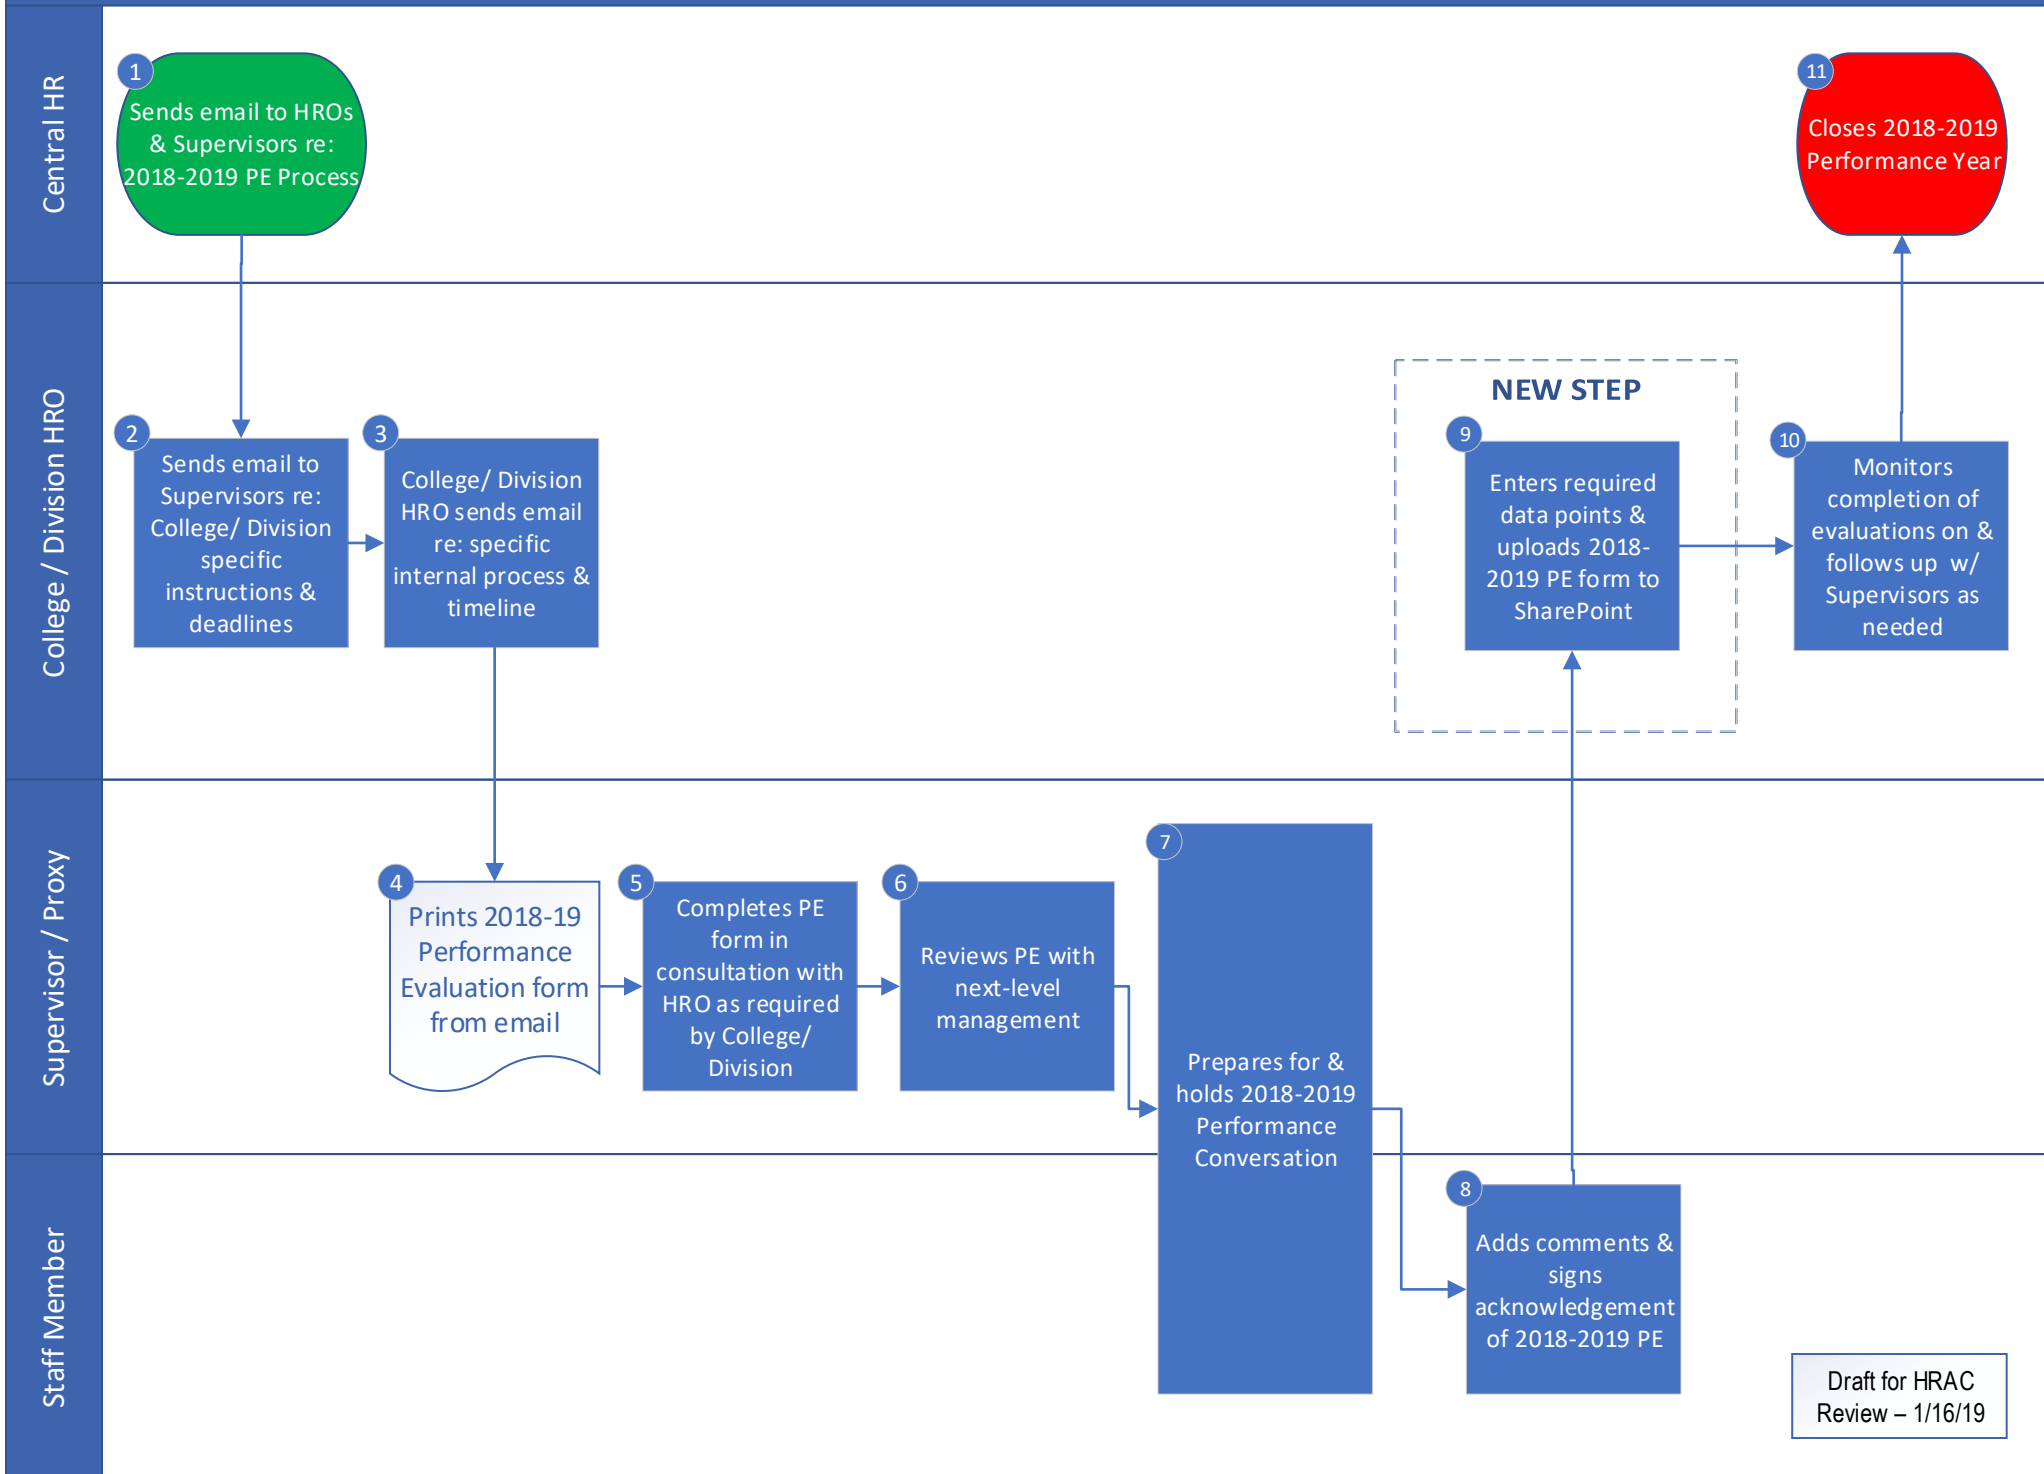 Central HR
1
Sends email to HROs
& Supervisors re:
2018-2019 PE Process
11
Closes 2018-2019
Performance Year
College / Division HRO
2
Sends email to
Supervisors re:
College/ Division
specific
instructions &
deadlines
3
College/ Division
HRO sends email
re: specific
internal process &
timeline
NEW STEP
9
Enters required
data points &
uploads 2018-
2019 PE form to
SharePoint
10
Monitors
completion of
evaluations on &
follows up w/
Supervisors as
needed
Supervisor / Proxy
4
Prints 2018-19
Performance
Evaluation form
from email
5
Completes PE
form in
consultation with
HRO as required
by College/
Division
6
Reviews PE with
next-level
management
7
Prepares for &
holds 2018-2019
Performance
Conversation
Staff Member
8
Adds comments &
signs
acknowledgement
of 2018-2019 PE
Draft for HRAC
Review – 1/16/19